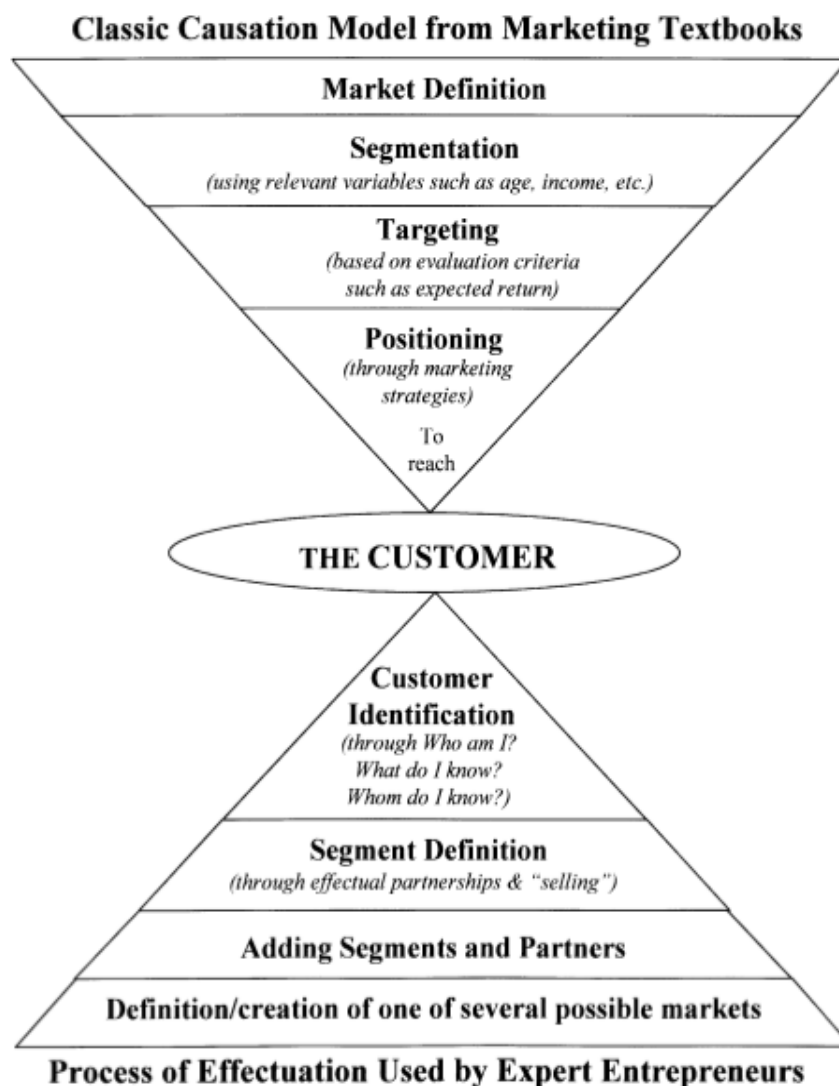 Classic Causation Model from Marketing Textbooks
Market Definition
Segmentation
(using relevant variables such as age, income, etc.)
Targeting
(based on evaluation criteria
such as expected return)
Positioning
(through marketing
strategies)
To
reach
THE CUSTOMER
Customer
Identification
(through Who am I?
What do I know?
Whom do I know?)
Segment Definition
(through effectual partnerships & “selling”)
Adding Segments and Partners
Definition/creation of one of several possible markets
Process of Effectuation Used by Expert Entrepreneurs